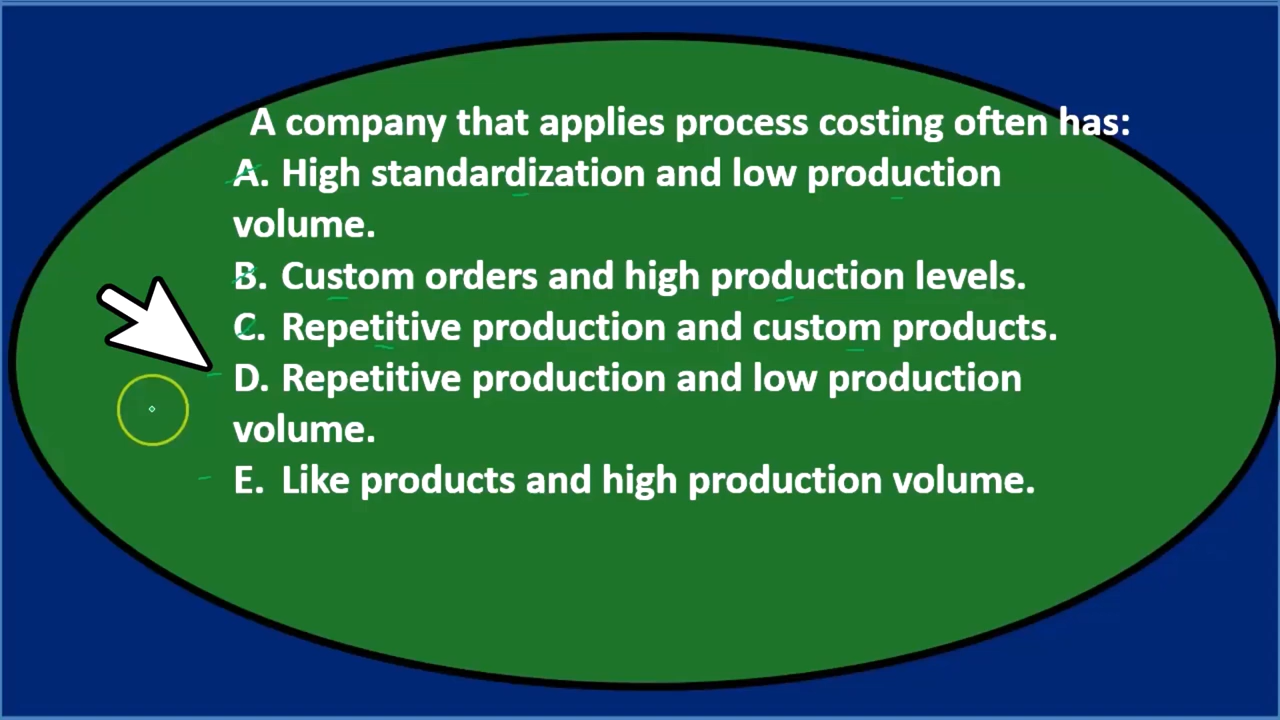 A company that applies process costing often has:
A. High standardization and low production
volume.
B. Custom orders and high production levels.
C. Repetitive production and custom products.
D. Repetitive production and low production
volume.
E. Like products and high production volume.